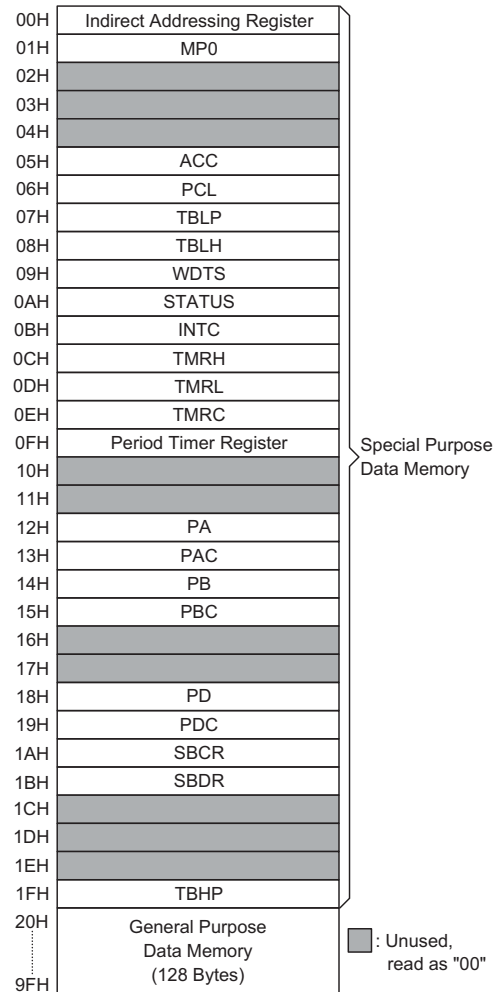 00H Indirect Addressing Register
01H MP0
02H
03H
04H
05H ACC
06H PCL
07H TBLP
08H TBLH
09H WDTS
0AH STATUS
0BH INTC
0CH TMRH
0DH TMRL
0EH TMRC
0FH Period Timer Register
Special Purpose
Data Memory
10H
11H
12H PA
13H PAC
14H PB
15H PBC
16H
17H
18H PD
19H PDC
1AH SBCR
1BH SBDR
1CH
1DH
1EH
1FH TBHP
20H
9FH
General Purpose
Data Memory
(128 Bytes)
: Unused,
read as "00"